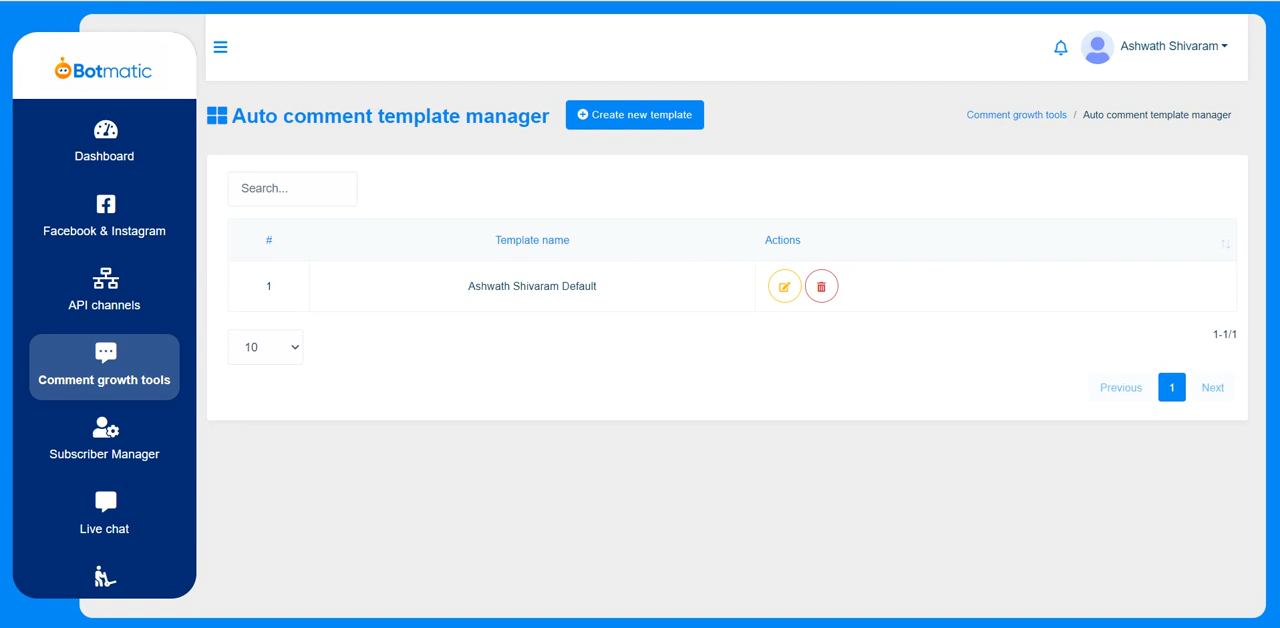 Botmatic
Dashboard
Facebook & Instagram
API channels
Comment growth tools
Subscriber Manager
Live chat
Ashwath Shivaram
Auto comment template manager
Create new template
Comment growth tools / Auto comment template manager
Search...
# Template name Actions
1 Ashwath Shivaram Default
10
1-1/1
Previous 1 Next